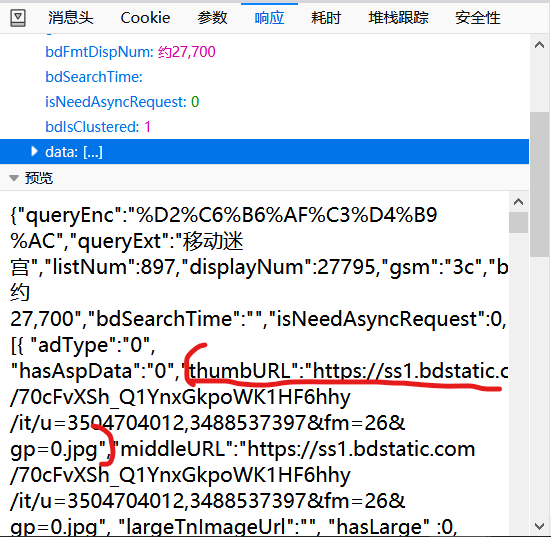 消息头 Cookie 参数 响应 耗时 堆栈跟踪 安全性
bdFmtDispNum: 约27,700
bdSearchTime:
isNeedAsyncRequest: 0
bdIsClustered: 1
data: [...]
预览
{"queryEnc":"%D2%C6%B6%AF%C3%D4%B9
%AC","queryExt":"移动迷
宫","listNum":897,"displayNum":27795,"gsm":"3c","b
约
27,700","bdSearchTime":"","isNeedAsyncRequest":0,
[{ "adType":"0",
"hasAspData":"0","thumbURL":"https://ss1.bdstatic.c
/70cFvXSh_Q1YnxGkpoWK1HF6hhy
/it/u=3504704012,3488537397&fm=26&
gp=0.jpg","middleURL":"https://ss1.bdstatic.com
/70cFvXSh_Q1YnxGkpoWK1HF6hhy
/it/u=3504704012,3488537397&fm=26&
gp=0.jpg", "largeTnImageUrl":"", "hasLarge" :0,